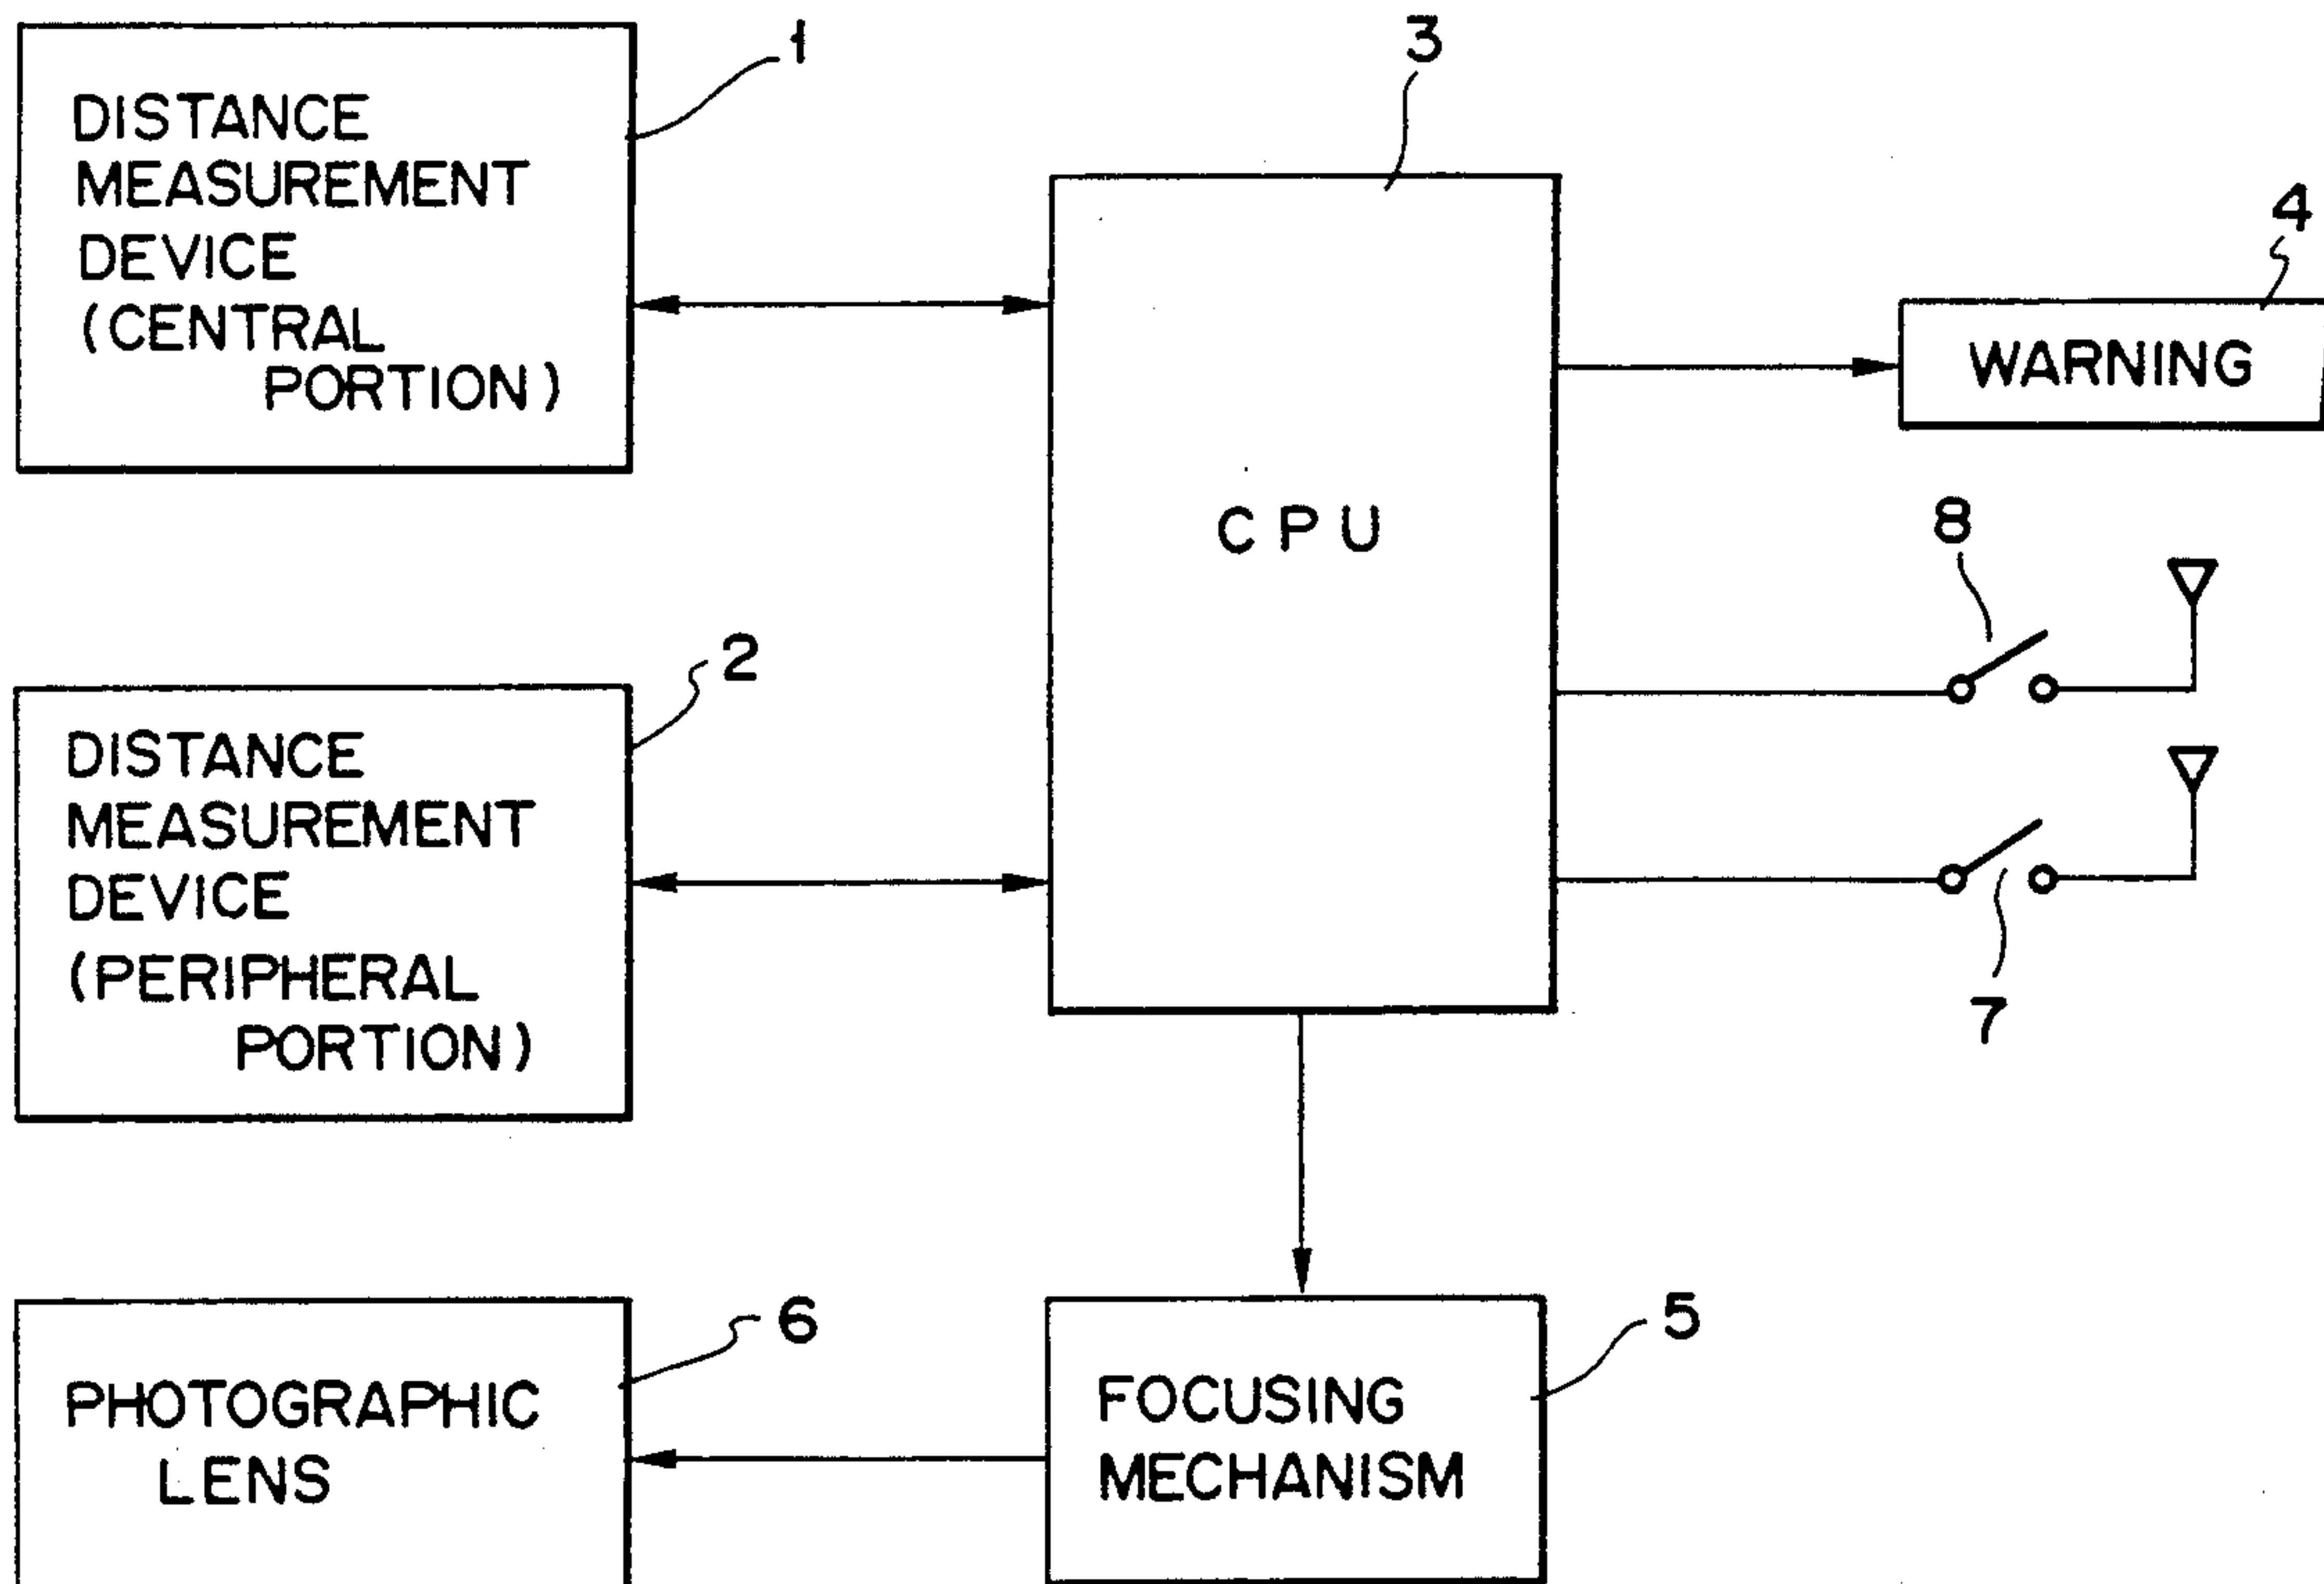 1
DISTANCE
MEASUREMENT
DEVICE
(CENTRAL
PORTION)
3
CPU
4
WARNING
8
2
DISTANCE
MEASUREMENT
DEVICE
(PERIPHERAL
PORTION)
7
6
PHOTOGRAPHIC
LENS
5
FOCUSING
MECHANISM